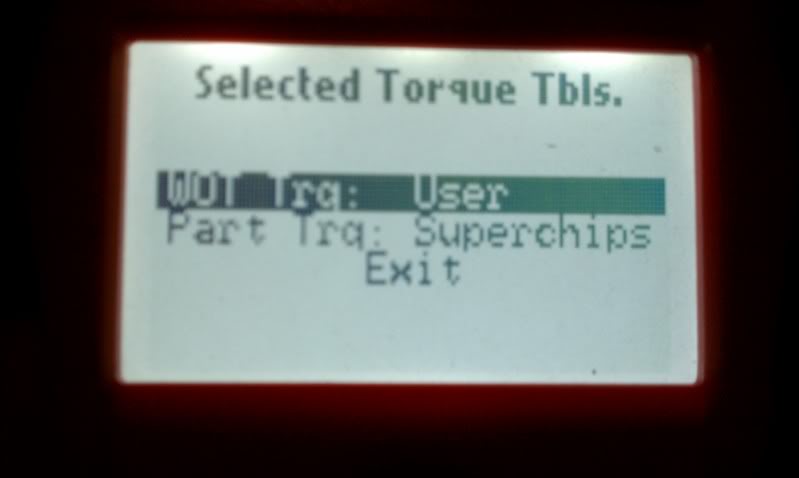 Selected Torque Tbls.
WOT Trq: User
Part Trq: Superchips
Exit